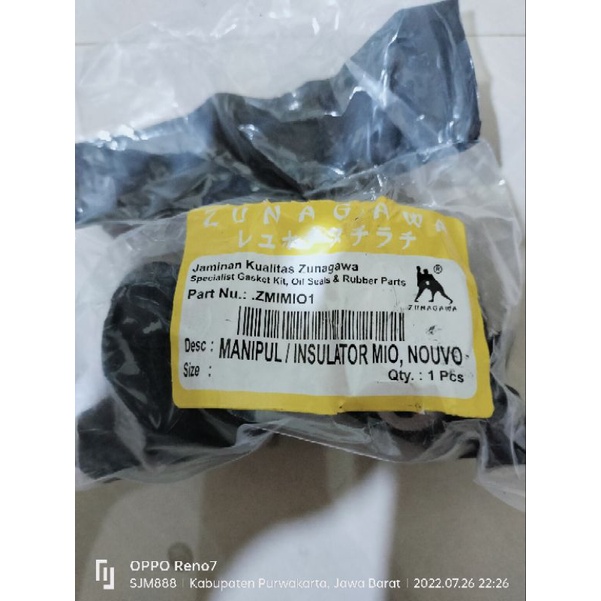 ZUNAGAWA
Jaminan Kualitas Zunagawa
Specialist Gasket Kit, Oil Seals & Rubber Parts
Part Nu.: .ZMIMIO1
®
ZUNAGAWA
Desc : MANIPUL / INSULATOR MIO, NOUVO
Size :
Qty. : 1 Pcs
OPPO Reno7
SJM888 | Kabupaten Purwakarta, Jawa Barat | 2022.07.26 22:26